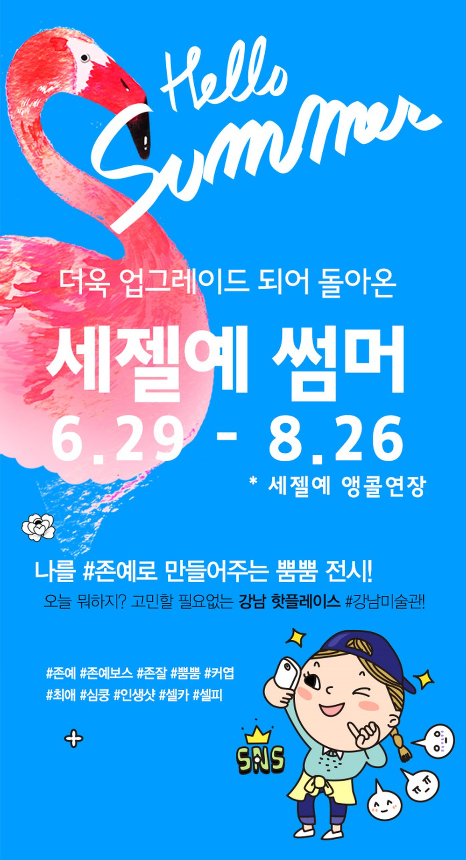 Hello
Summer
더욱 업그레이드 되어 돌아온
세젤예 썸머
6.29 - 8.26
* 세젤예 앵콜연장
나를 #존예로 만들어주는 뿜뿜 전시!
오늘 뭐하지? 고민할 필요없는 강남 핫플레이스 #강남미술관!
#존예 #존예보스 #존잘 #뿜뿜 #커엽
#최애 #심쿵 #인생샷 #셀카 #셀피
SNS
ㅠㅠ